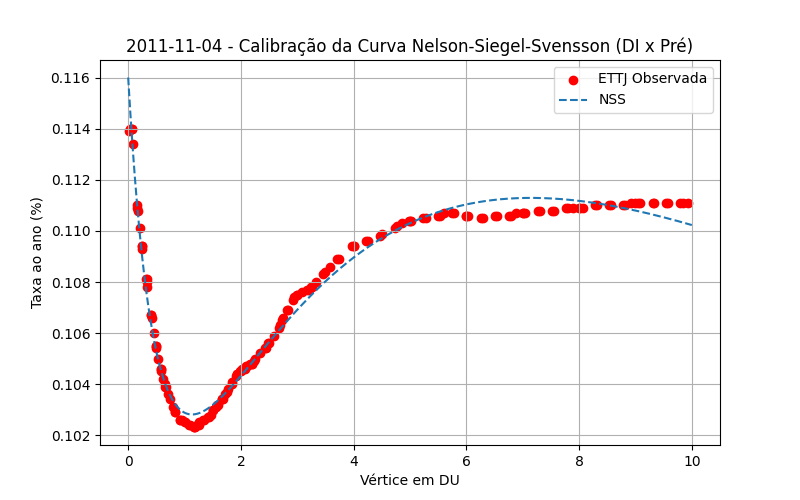 2011-11-04 - Calibração da Curva Nelson-Siegel-Svensson (DI x Pré)
ETTJ Observada
NSS
Taxa ao ano (%)
0.116
0.114
0.112
0.110
0.108
0.106
0.104
0.102
0 2 4 6 8 10
Vértice em DU